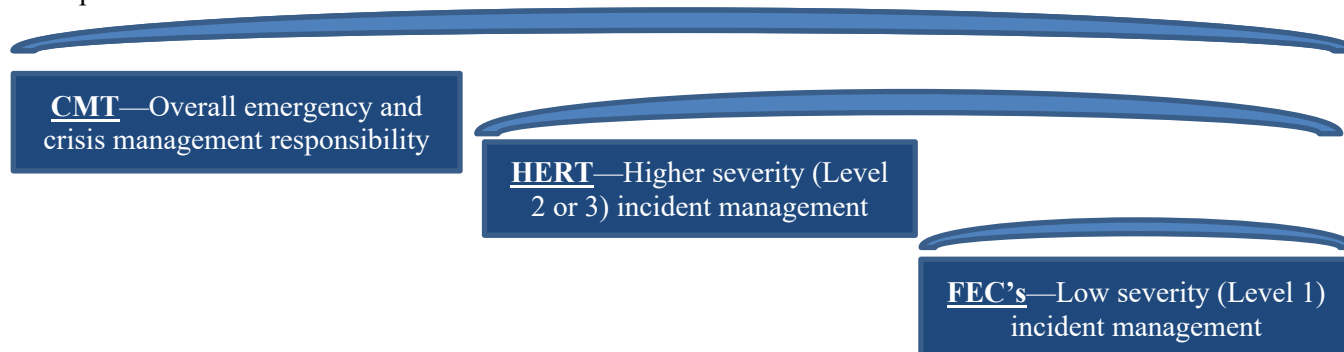 CMT—Overall emergency and
crisis management responsibility
HERT—Higher severity (Level
2 or 3) incident management
FEC's—Low severity (Level 1)
incident management